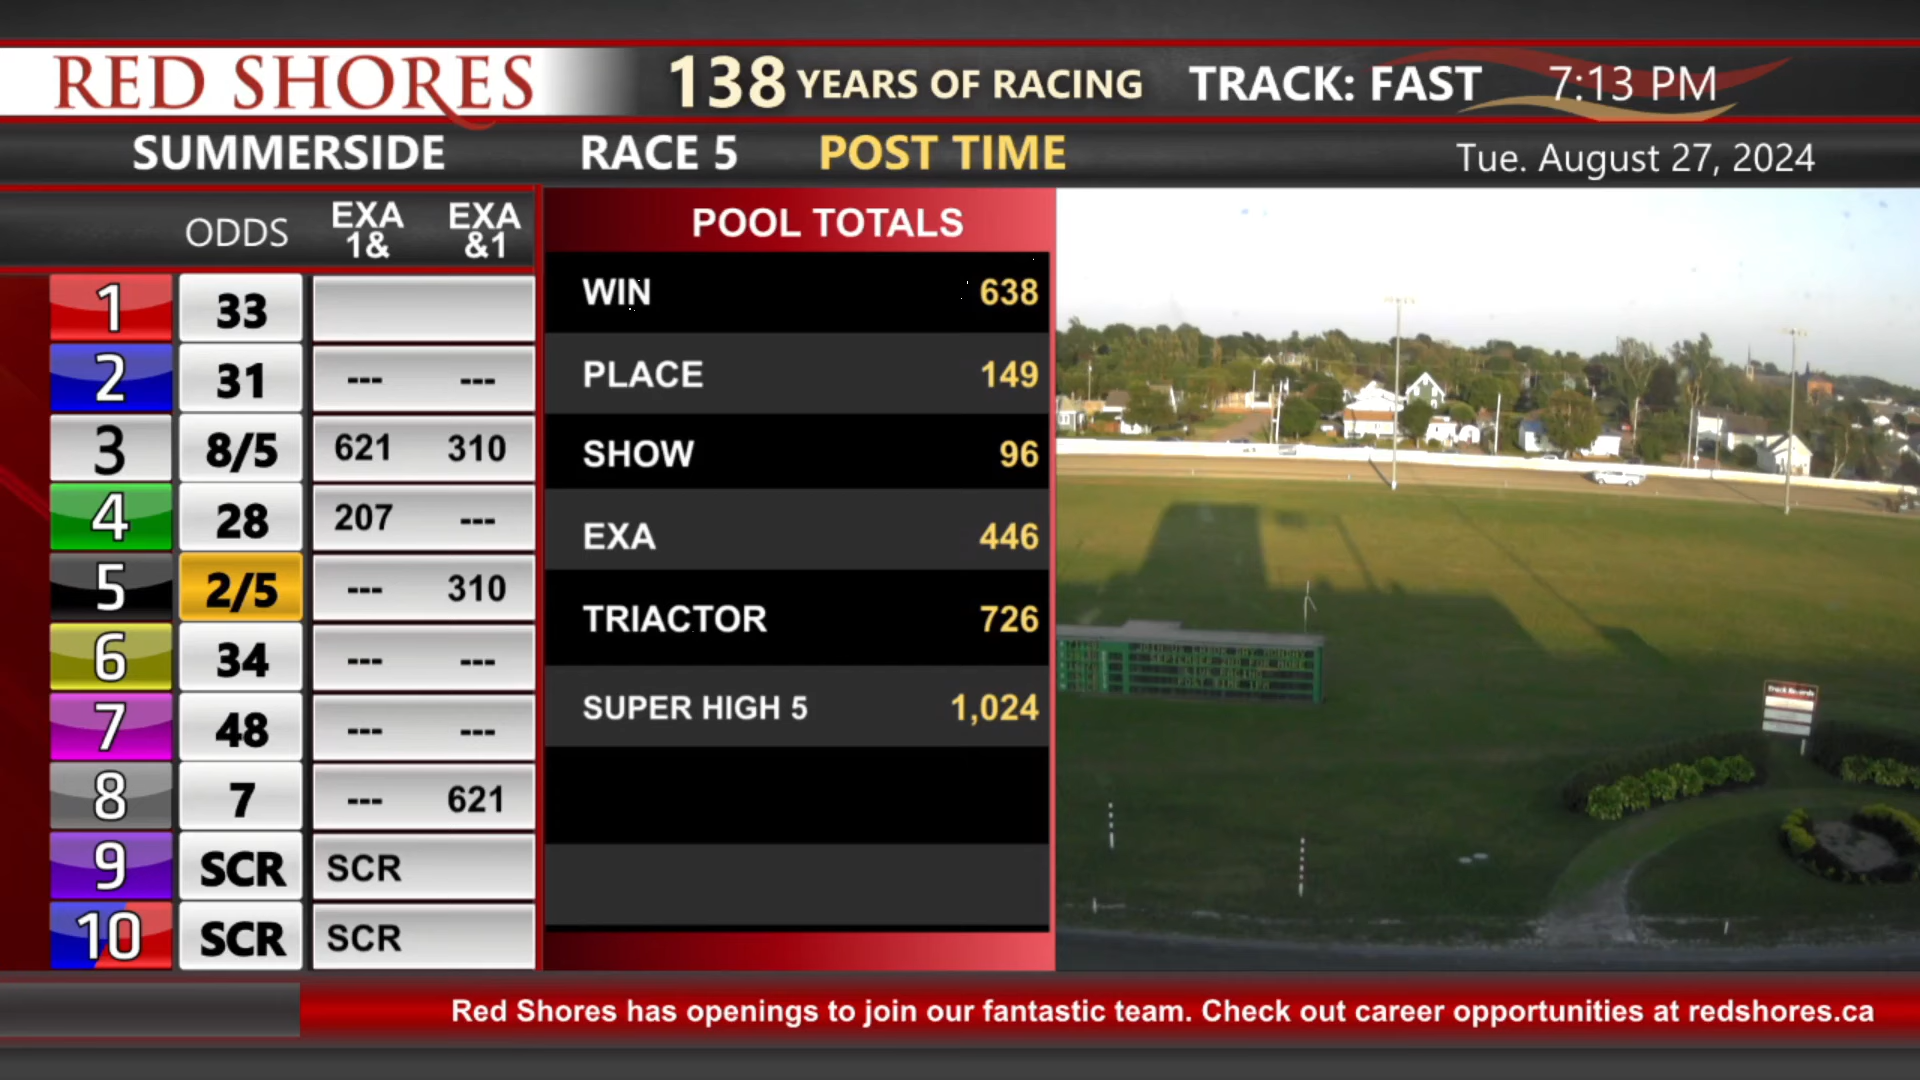 RED SHORES
138 YEARS OF RACING
TRACK: FAST
7:13 PM
SUMMERSIDE
RACE 5
POST TIME
Tue. August 27, 2024
ODDS EXA 1& EXA &1
1 33
2 31 --- ---
3 8/5 621 310
4 28 207 ---
5 2/5 --- 310
6 34 --- ---
7 48 --- ---
8 7 --- 621
9 SCR SCR
10 SCR SCR
POOL TOTALS
WIN 638
PLACE 149
SHOW 96
EXA 446
TRIACTOR 726
SUPER HIGH 5 1,024
Track Records
Red Shores has openings to join our fantastic team. Check out career opportunities at redshores.ca